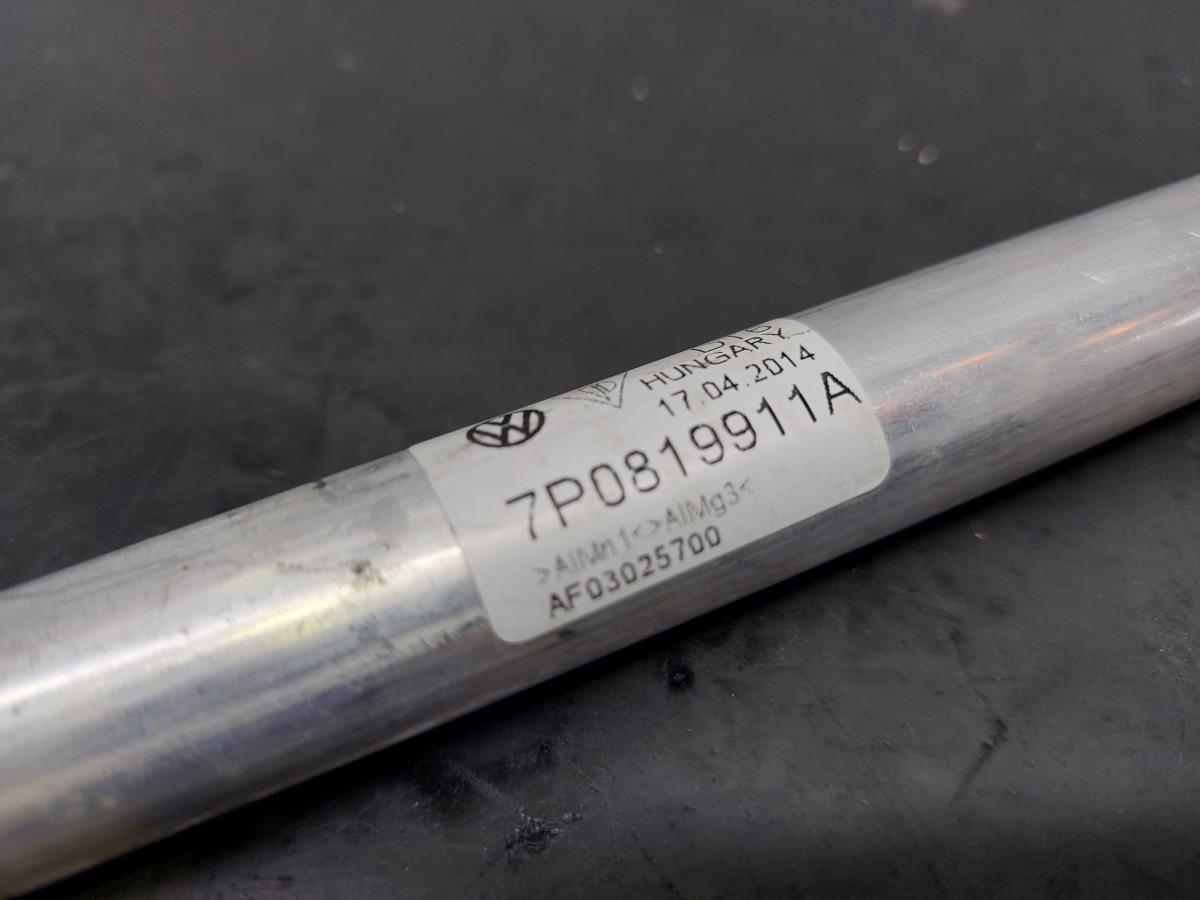 HUNGARY
17.04.2014
7P0819911A
>AlMn1<>AlMg3<
AF03025700